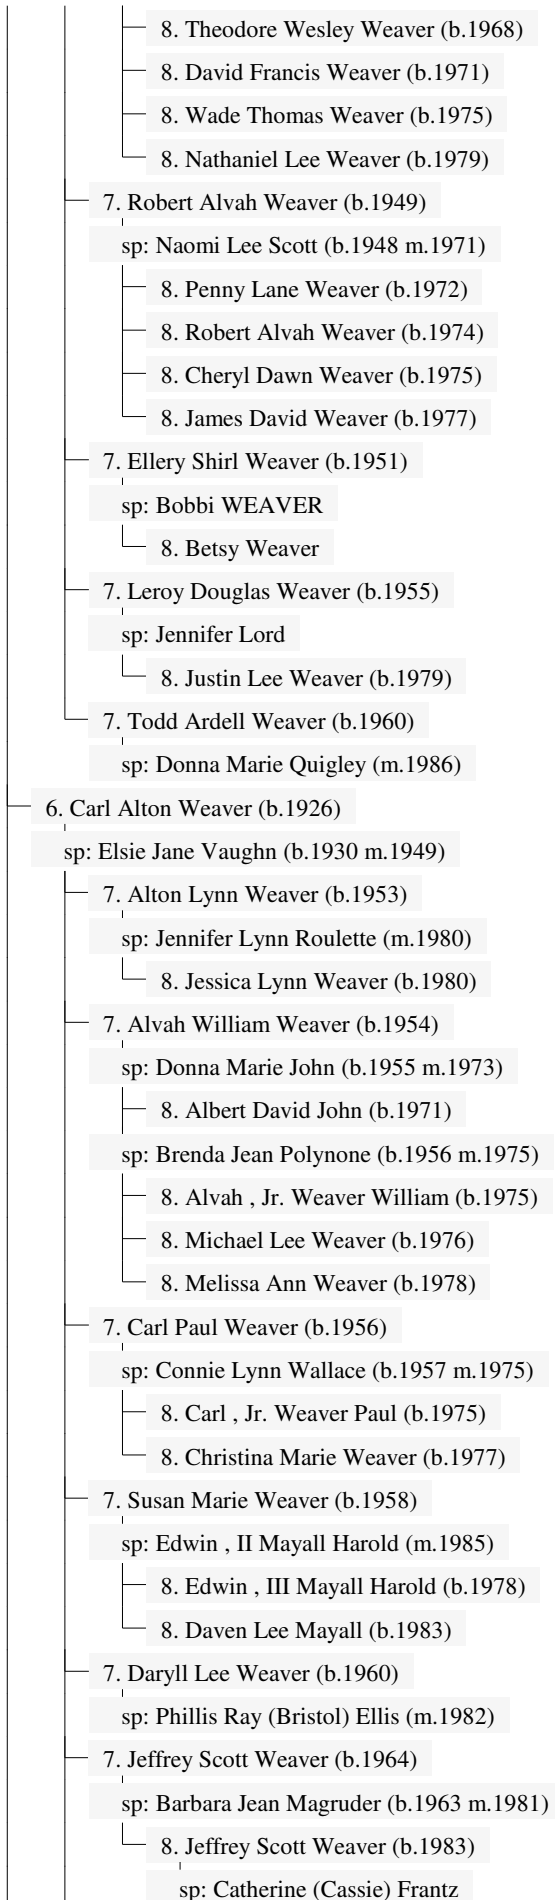 8. Theodore Wesley Weaver (b.1968)
8. David Francis Weaver (b.1971)
8. Wade Thomas Weaver (b.1975)
8. Nathaniel Lee Weaver (b.1979)
7. Robert Alvah Weaver (b.1949)
sp: Naomi Lee Scott (b.1948 m.1971)
8. Penny Lane Weaver (b.1972)
8. Robert Alvah Weaver (b.1974)
8. Cheryl Dawn Weaver (b.1975)
8. James David Weaver (b.1977)
7. Ellery Shirl Weaver (b.1951)
sp: Bobbi WEAVER
8. Betsy Weaver
7. Leroy Douglas Weaver (b.1955)
sp: Jennifer Lord
8. Justin Lee Weaver (b.1979)
7. Todd Ardell Weaver (b.1960)
sp: Donna Marie Quigley (m.1986)
6. Carl Alton Weaver (b.1926)
sp: Elsie Jane Vaughn (b.1930 m.1949)
7. Alton Lynn Weaver (b.1953)
sp: Jennifer Lynn Roulette (m.1980)
8. Jessica Lynn Weaver (b.1980)
7. Alvah William Weaver (b.1954)
sp: Donna Marie John (b.1955 m.1973)
8. Albert David John (b.1971)
sp: Brenda Jean Polynone (b.1956 m.1975)
8. Alvah , Jr. Weaver William (b.1975)
8. Michael Lee Weaver (b.1976)
8. Melissa Ann Weaver (b.1978)
7. Carl Paul Weaver (b.1956)
sp: Connie Lynn Wallace (b.1957 m.1975)
8. Carl , Jr. Weaver Paul (b.1975)
8. Christina Marie Weaver (b.1977)
7. Susan Marie Weaver (b.1958)
sp: Edwin , II Mayall Harold (m.1985)
8. Edwin , III Mayall Harold (b.1978)
8. Daven Lee Mayall (b.1983)
7. Daryll Lee Weaver (b.1960)
sp: Phillis Ray (Bristol) Ellis (m.1982)
7. Jeffrey Scott Weaver (b.1964)
sp: Barbara Jean Magruder (b.1963 m.1981)
8. Jeffrey Scott Weaver (b.1983)
sp: Catherine (Cassie) Frantz